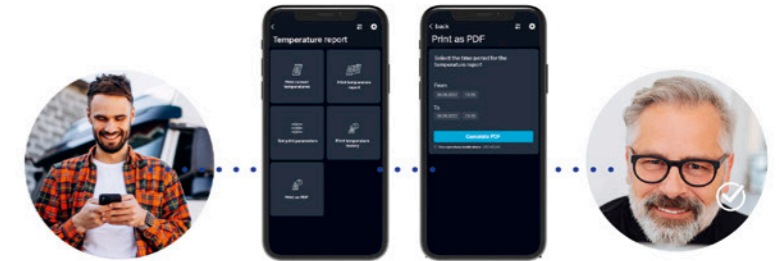 Temperature report
Print current
temperatures
Print temperature
report
Set print parameters
Print temperature
history
Print as PDF
< back
Print as PDF
Select the time period for the
temperature report
From
To
Generate PDF